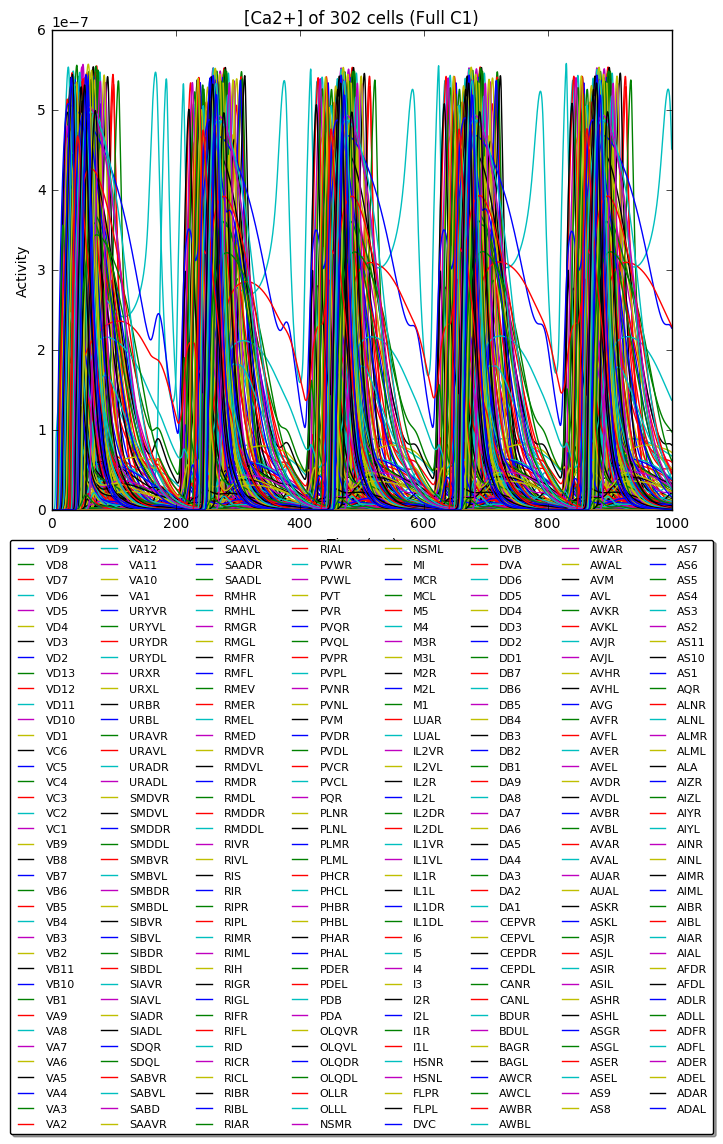 [Ca2+] of 302 cells (Full C1)
1e−7
6
5
4
3
2
1
0
Activity
0 200 400 600 800 1000
VD9 VA12 SAAVL RIAL NSML DVB AWAR AS7
VD8 VA11 SAADR PVWR MI DVA AWAL AS6
VD7 VA10 SAADL PVWL MCR DD6 AVM AS5
VD6 VA1 RMHR PVT MCL DD5 AVL AS4
VD5 URYVR RMHL PVR M5 DD4 AVKR AS3
VD4 URYVL RMGR PVQR M4 DD3 AVKL AS2
VD3 URYDR RMGL PVQL M3R DD2 AVJR AS11
VD2 URYDL RMFR PVPR M3L DD1 AVJL AS10
VD13 URXR RMFL PVPL M2R DB7 AVHR AS1
VD12 URXL RMEV PVNR M2L DB6 AVHL AQR
VD11 URBR RMER PVNL M1 DB5 AVG ALNR
VD10 URBL RMEL PVM LUAR DB4 AVFR ALNL
VD1 URAVR RMED PVDR LUAL DB3 AVFL ALMR
VC6 URAVL RMDVR PVDL IL2VR DB2 AVER ALML
VC5 URADR RMDVL PVCR IL2VL DB1 AVEL ALA
VC4 URADL RMDR PVCL IL2R DA9 AVDR AIZR
VC3 SMDVR RMDL PQR IL2L DA8 AVDL AIZL
VC2 SMDVL RMDDR PLNR IL2DR DA7 AVBR AIYR
VC1 SMDDR RMDDL PLNL IL2DL DA6 AVBL AIYL
VB9 SMDDL RIVR PLMR IL1VR DA5 AVAR AINR
VB8 SMBVR RIVL PLML IL1VL DA4 AVAL AINL
VB7 SMBVL RIS PHCR IL1R DA3 AUAR AIMR
VB6 SMBDR RIR PHCL IL1L DA2 AUAL AIML
VB5 SMBDL RIPR PHBR IL1DR DA1 ASKR AIBR
VB4 SIBVR RIPL PHBL IL1DL CEPVR ASKL AIBL
VB3 SIBVL RIMR PHAR I6 CEPVL ASJR AIAR
VB2 SIBDR RIML PHAL I5 CEPDR ASJL AIAL
VB11 SIBDL RIH PDER I4 CEPDL ASIR AFDR
VB10 SIAVR RIGR PDEL I3 CANR ASIL AFDL
VB1 SIAVL RIGL PDB I2R CANL ASHR ADLR
VA9 SIADR RIFR PDA I2L BDUR ASHL ADLL
VA8 SIADL RIFL OLQVR I1R BDUL ASGR ADFR
VA7 SDQR RID OLQVL I1L BAGR ASGL ADFL
VA6 SDQL RICR OLQDR HSNR BAGL ASER ADER
VA5 SABVR RICL OLQDL HSNL AWCR ASEL ADEL
VA4 SABVL RIBR OLLR FLPR AWCL AS9 ADAR
VA3 SABD RIBL OLLL FLPL AWBR AS8 ADAL
VA2 SAAVR RIAR NSMR DVC AWBL